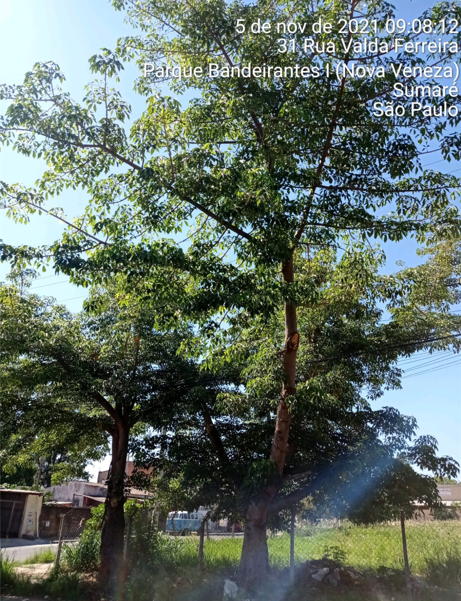 5 de nov de 2021 09:08:12
31 Rua Valda Ferreira
Parque Bandeirantes I (Nova Veneza)
Sumaré
São Paulo